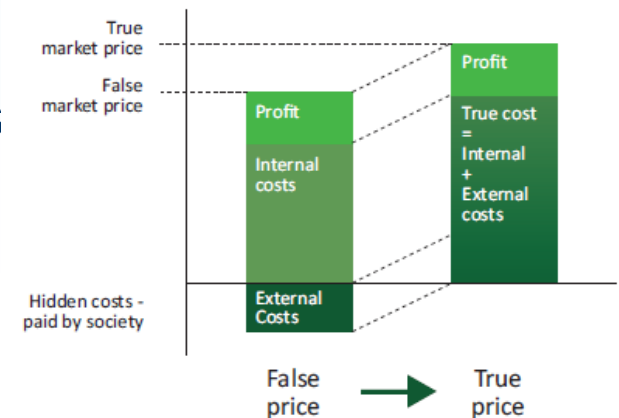 True
market price
False
market price
Profit
Internal
costs
Hidden costs -
paid by society
External
Costs
Profit
True cost
=
Internal
+
External
costs
False
price
True
price